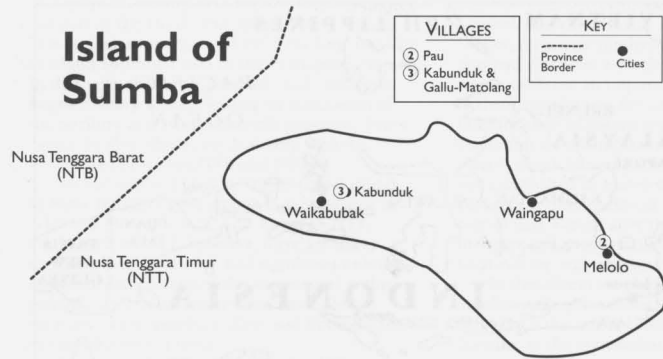 Island of
Sumba
VILLAGES
2 Pau
3 Kabunduk &
Gallu-Matolang
KEY
Province
Border
Cities
Nusa Tenggara Barat
(NTB)
3 Kabunduk
Waikabubak
Waingapu
2
Melolo
Nusa Tenggara Timur
(NTT)
INDONESIA